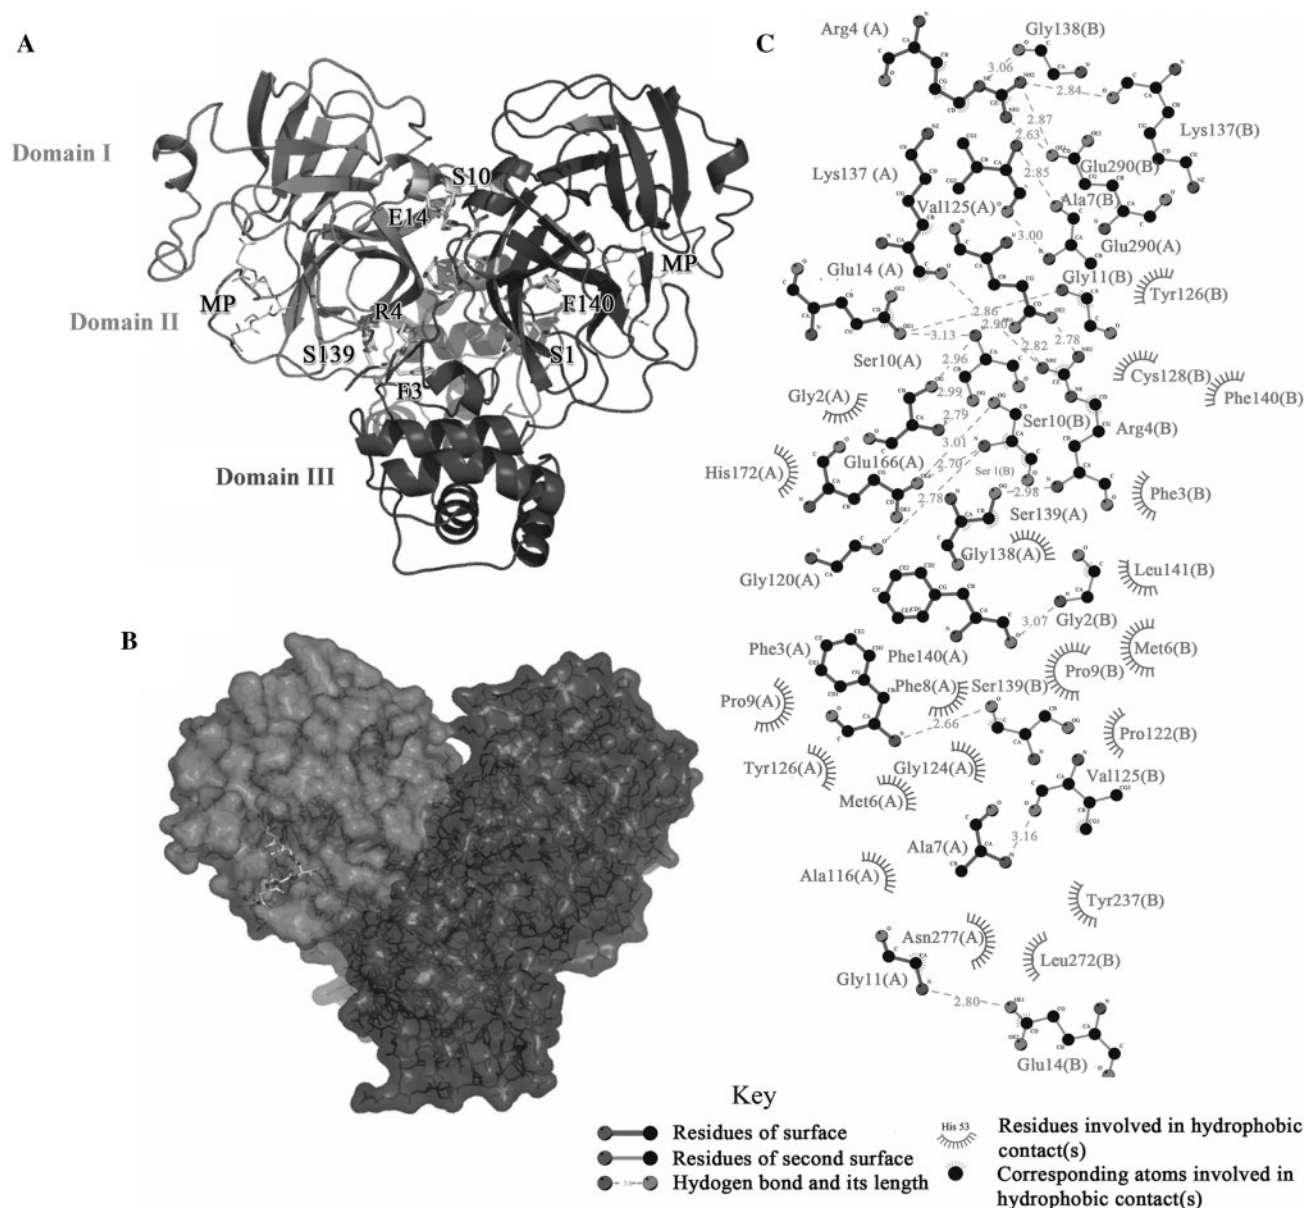 A
Domain I
Domain II
Domain III
S10
E14
MP
MP
R4
F140
S139
S1
F3
B
C
Arg4 (A)
Gly138(B)
3.06
2.84
Lys137(B)
2.87
2.63
Glu290(B)
Lys137 (A)
2.85
Ala7(B)
Val125(A)
3.00
Glu290(A)
Glu14 (A)
Gly11(B)
Tyr126(B)
2.86
2.90
3.13
2.82
2.78
Ser10(A)
2.96
Cys128(B)
Gly2(A)
2.99
Phe140(B)
2.79
Ser10(B)
Arg4(B)
3.01
Glu166(A)
2.70
Ser 1(B)
His172(A)
2.78
2.98
Phe3(B)
Ser139(A)
Gly138(A)
Gly120(A)
Leu141(B)
Gly2(B)
3.07
Phe3(A)
Phe140(A)
Met6(B)
Pro9(B)
Pro9(A)
Phe8(A)
Ser139(B)
2.66
Pro122(B)
Tyr126(A)
Gly124(A)
Val125(B)
Met6(A)
3.16
Ala7(A)
Ala116(A)
Tyr237(B)
Asn277(A)
Leu272(B)
Gly11(A)
2.80
Glu14(B)
Key
Residues of surface
Residues of second surface
3.0
Hydogen bond and its length
His 53
Residues involved in hydrophobic
contact(s)
Corresponding atoms involved in
hydrophobic contact(s)